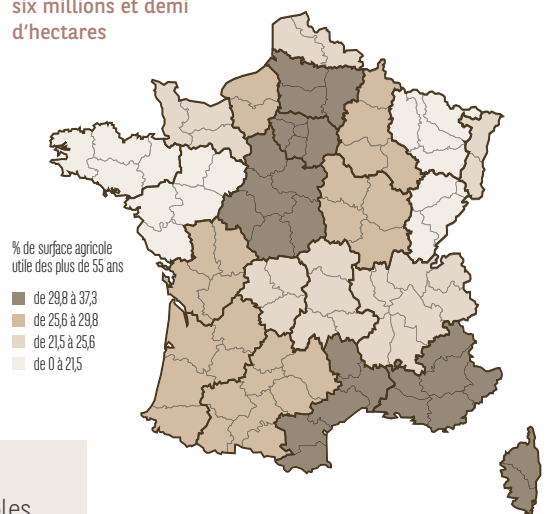 six millions et demi
d'hectares
% de surface agricole
utile des plus de 55 ans
de 29,8 à 37,3
de 25,6 à 29,8
de 21,5 à 25,6
de 0 à 21,5